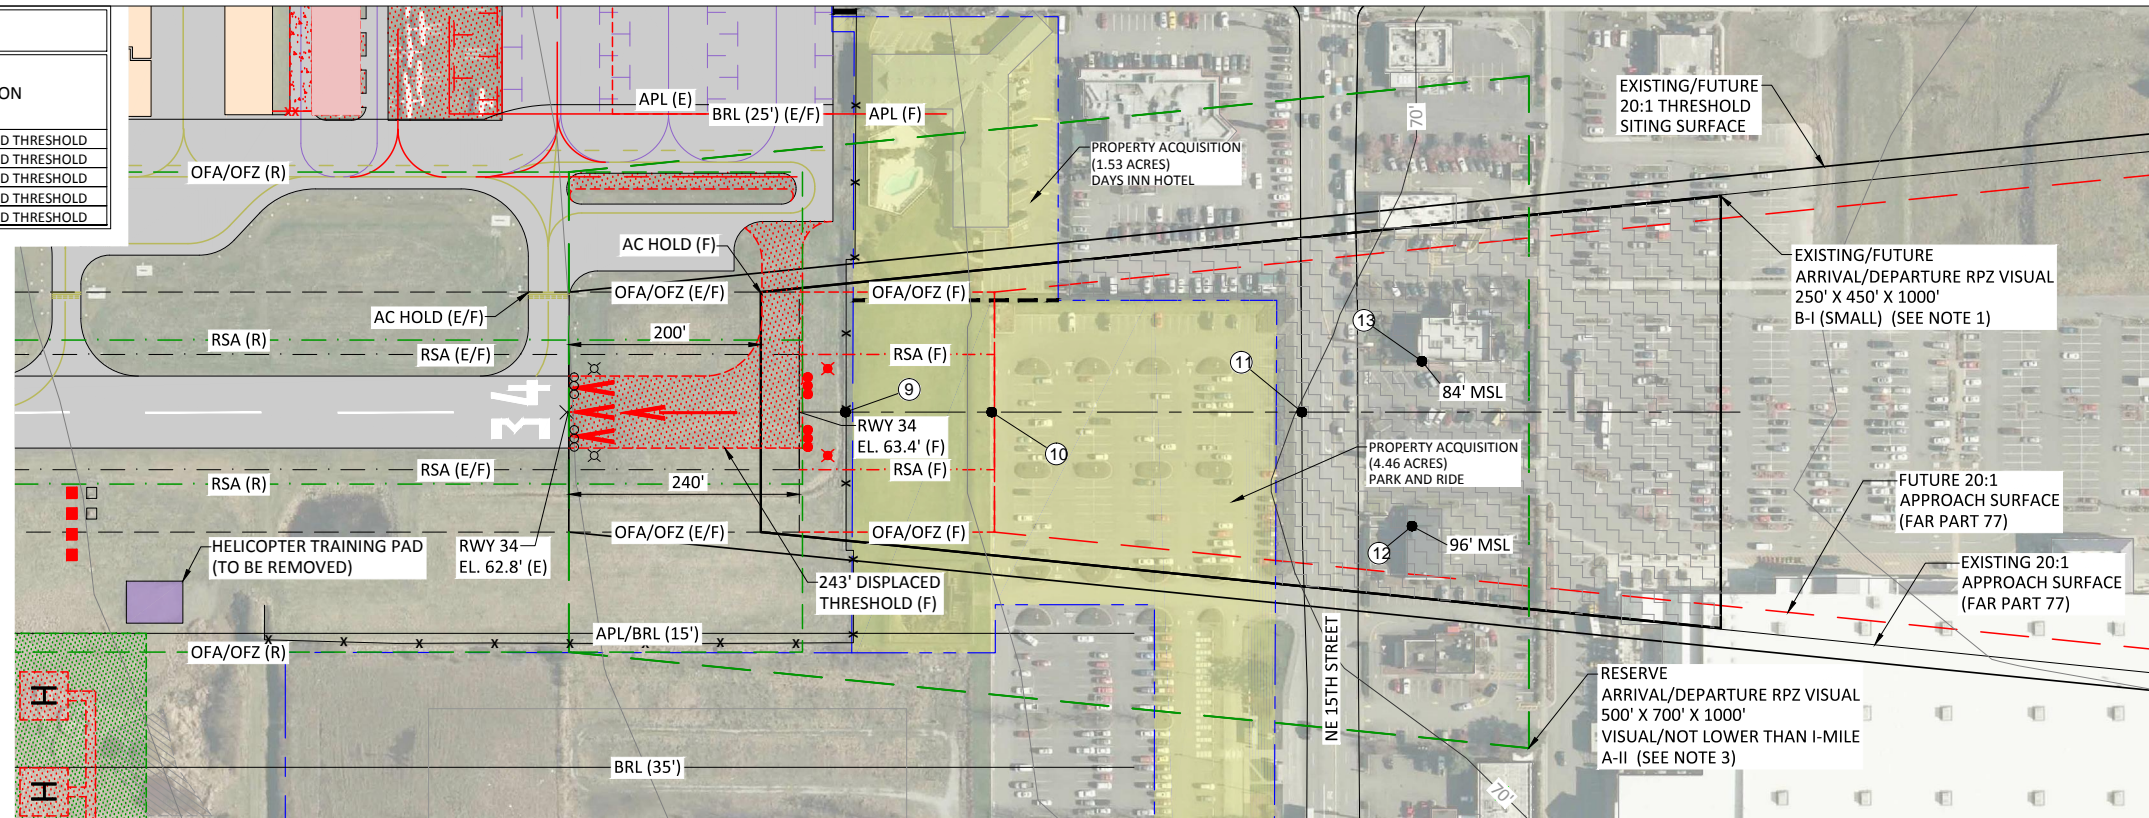 ON
D THRESHOLD
D THRESHOLD
D THRESHOLD
D THRESHOLD
D THRESHOLD
APL (E)
BRL (25') (E/F)
APL (F)
OFA/OFZ (R)
PROPERTY ACQUISITION
(1.53 ACRES)
DAYS INN HOTEL
70'
EXISTING/FUTURE
20:1 THRESHOLD
SITING SURFACE
AC HOLD (F)
OFA/OFZ (E/F)
OFA/OFZ (F)
AC HOLD (E/F)
EXISTING/FUTURE
ARRIVAL/DEPARTURE RPZ VISUAL
250' X 450' X 1000'
B-I (SMALL) (SEE NOTE 1)
RSA (R)
RSA (E/F)
200'
RSA (F)
13
11
9
84' MSL
34
RWY 34
EL. 63.4' (F)
10
PROPERTY ACQUISITION
(4.46 ACRES)
PARK AND RIDE
RSA (E/F)
RSA (R)
240'
RSA (F)
FUTURE 20:1
APPROACH SURFACE
(FAR PART 77)
OFA/OFZ (E/F)
OFA/OFZ (F)
12
96' MSL
HELICOPTER TRAINING PAD
(TO BE REMOVED)
RWY 34
EL. 62.8' (E)
243' DISPLACED
THRESHOLD (F)
EXISTING 20:1
APPROACH SURFACE
(FAR PART 77)
APL/BRL (15')
OFA/OFZ (R)
NE 15TH STREET
RESERVE
ARRIVAL/DEPARTURE RPZ VISUAL
500' X 700' X 1000'
VISUAL/NOT LOWER THAN I-MILE
A-II (SEE NOTE 3)
H
BRL (35')
H
70'